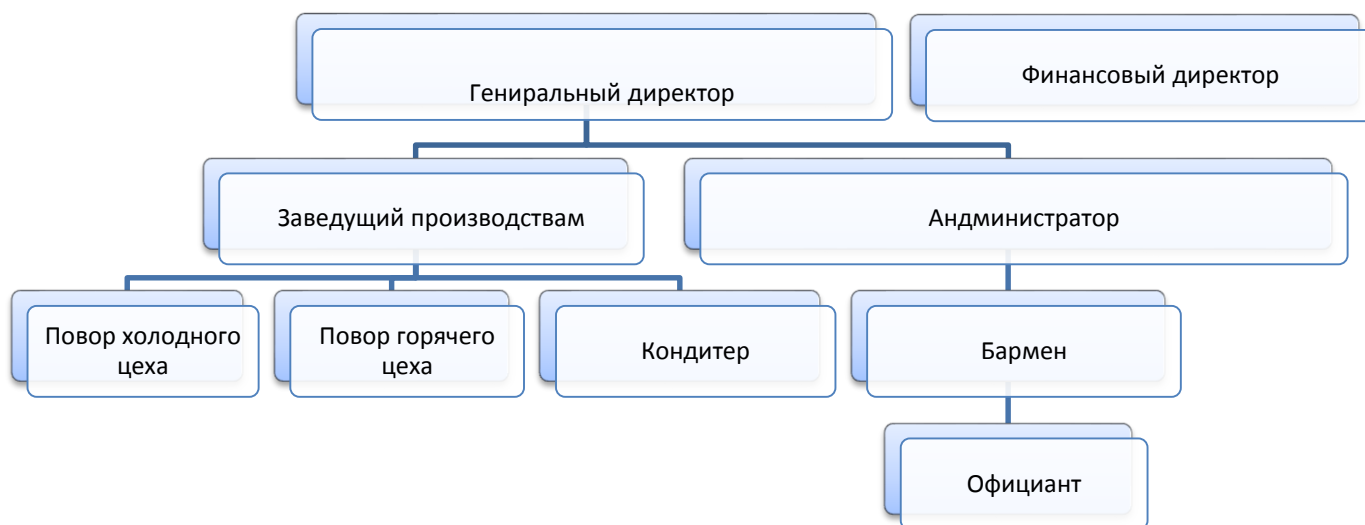 Гениральный директор
Финансовый директор
Заведущий производствам
Андминистратор
Повор холодного
цеха
Повор горячего
цеха
Кондитер
Бармен
Официант